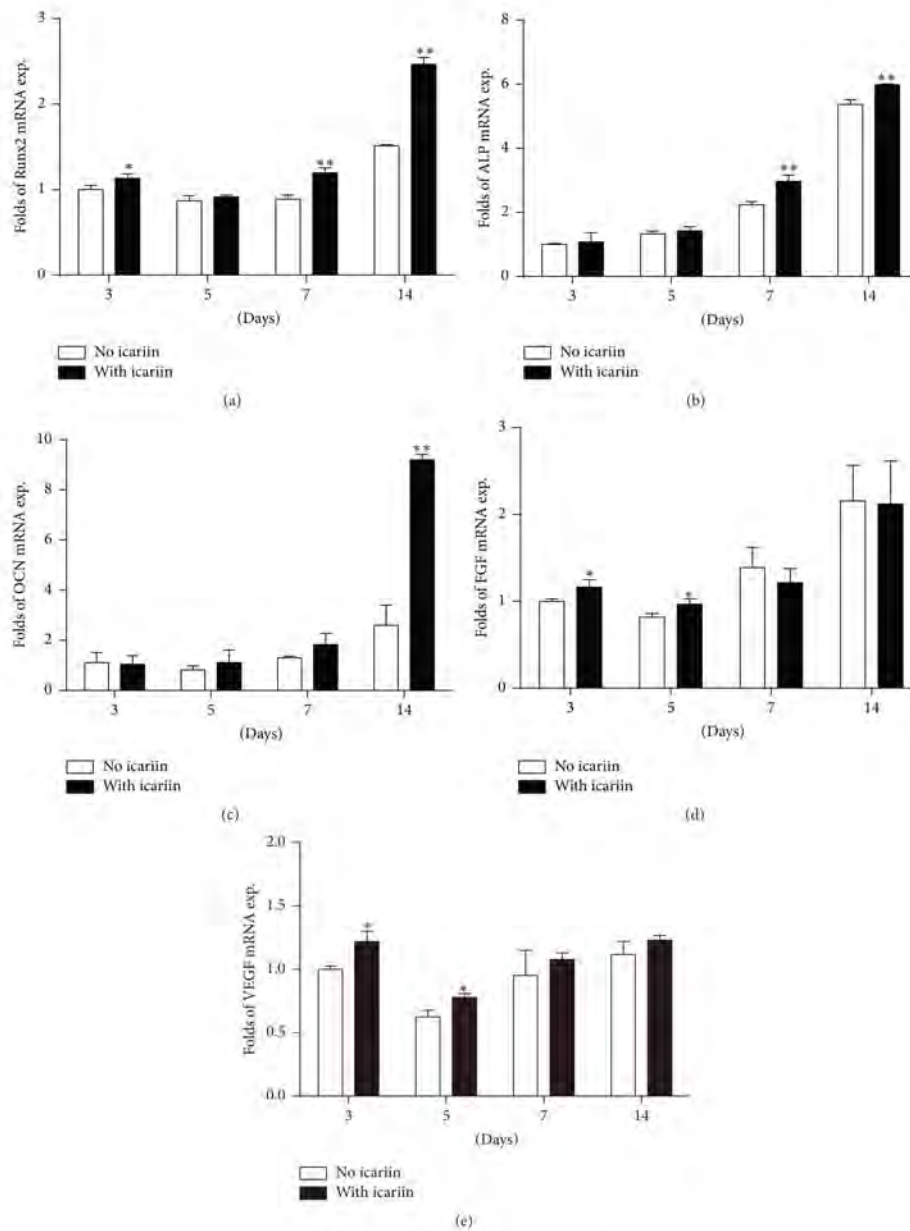 3
2
1
0
Folds of Runx2 mRNA exp.
*
**
**
3
5
7
14
(Days)
No icariin
With icariin
(a)
8
6
4
2
0
Folds of ALP mRNA exp.
**
**
3
5
7
14
(Days)
No icariin
With icariin
(b)
10
8
6
4
2
0
Folds of OCN mRNA exp.
**
3
5
7
14
(Days)
No icariin
With icariin
(c)
3
2
1
0
Folds of FGF mRNA exp.
*
*
3
5
7
14
(Days)
No icariin
With icariin
(d)
2.0
1.5
1.0
0.5
0.0
Folds of VEGF mRNA exp.
*
*
3
5
7
14
(Days)
No icariin
With icariin
(e)